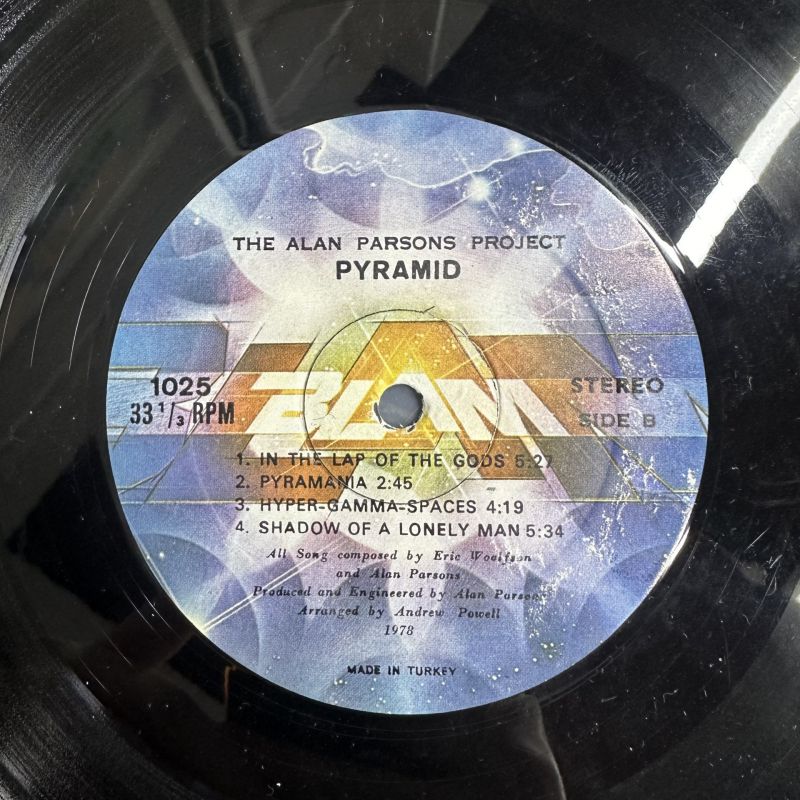 THE ALAN PARSONS PROJECT
PYRAMID
BLAM
1025
33 1/3 RPM
STEREO
SIDE B
1. IN THE LAP OF THE GODS 5:27
2. PYRAMANIA 2:45
3. HYPER-GAMMA-SPACES 4:19
4. SHADOW OF A LONELY MAN 5:34
All Song composed by Eric Woolfson
and Alan Parsons
Produced and Engineered by Alan Parsons
Arranged by Andrew Powell
1978
MADE IN TURKEY